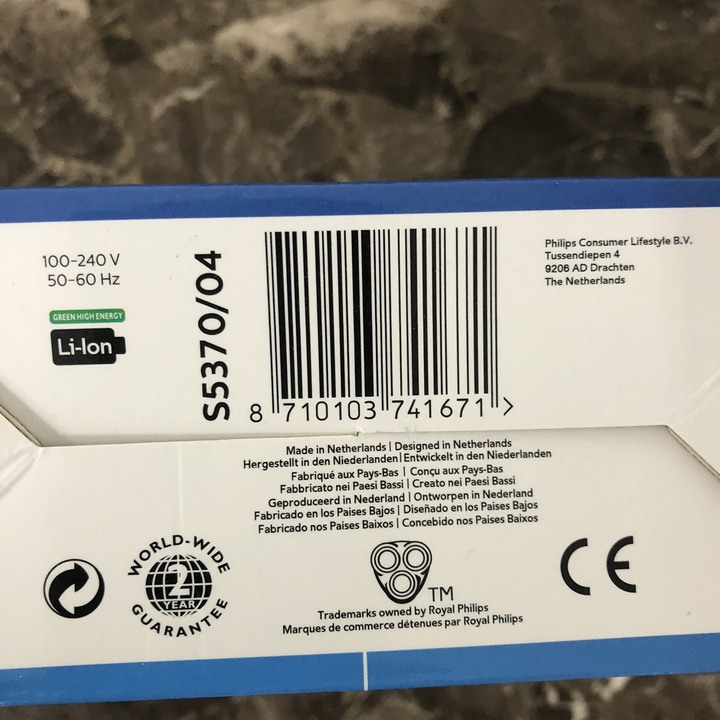 100-240 V
50-60 Hz
GREEN HIGH ENERGY
Li-Ion
S5370/04
8 710103 741671 >
Philips Consumer Lifestyle B.V.
Tussendiepen 4
9206 AD Drachten
The Netherlands
Made in Netherlands | Designed in Netherlands
Hergestellt in den Niederlanden | Entwickelt in den Niederlanden
Fabriqué aux Pays-Bas | Conçu aux Pays-Bas
Fabbricato nei Paesi Bassi | Creato nei Paesi Bassi
Geproduceerd in Nederland | Ontworpen in Nederland
Fabricado en los Paises Bajos | Diseñado en los Paises Bajos
Fabricado nos Paises Baixos | Concebido nos Paises Baixos
WORLD-WIDE
2
YEAR
GUARANTEE
TM
CE
Trademarks owned by Royal Philips
Marques de commerce détenues par Royal Philips